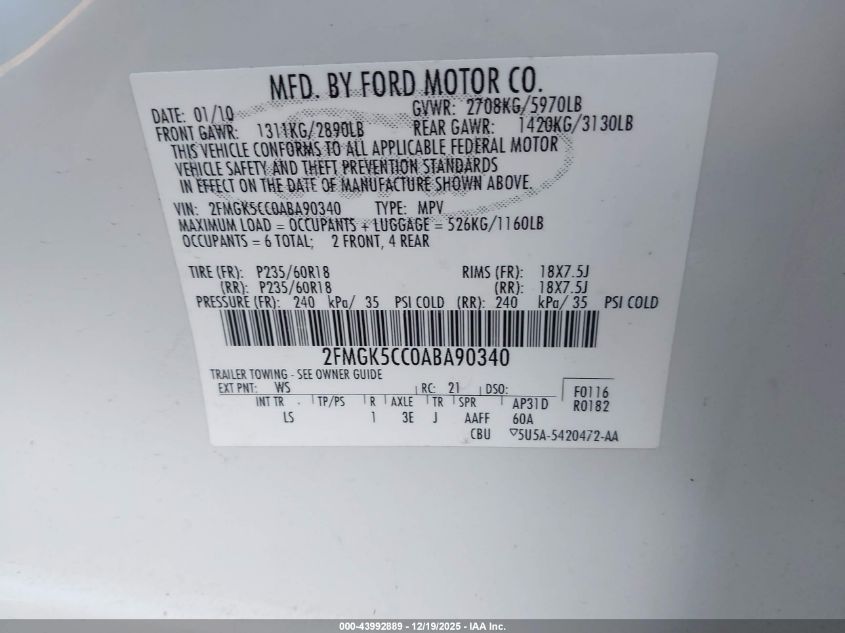 MFD. BY FORD MOTOR CO.
DATE: 01/10 GVWR: 2708KG/5970LB
FRONT GAWR: 1311KG/2890LB REAR GAWR: 1420KG/3130LB
THIS VEHICLE CONFORMS TO ALL APPLICABLE FEDERAL MOTOR
VEHICLE SAFETY AND THEFT PREVENTION STANDARDS
IN EFFECT ON THE DATE OF MANUFACTURE SHOWN ABOVE.
VIN: 2FMGK5CC0ABA90340 TYPE: MPV
MAXIMUM LOAD = OCCUPANTS + LUGGAGE = 526KG/1160LB
OCCUPANTS = 6 TOTAL; 2 FRONT, 4 REAR
TIRE (FR): P235/60R18 RIMS (FR): 18X7.5J
(RR): P235/60R18 (RR): 18X7.5J
PRESSURE (FR): 240 kPa/ 35 PSI COLD (RR): 240 kPa/ 35 PSI COLD
2FMGK5CC0ABA90340
TRAILER TOWING - SEE OWNER GUIDE
EXT PNT: WS RC: 21 DSO: F0116
INT TR TP/PS R AXLE TR SPR AP31D R0182
LS 1 3E J AAFF 60A
CBU ▽5U5A-5420472-AA
000-43992889 - 12/19/2025 - IAA Inc.